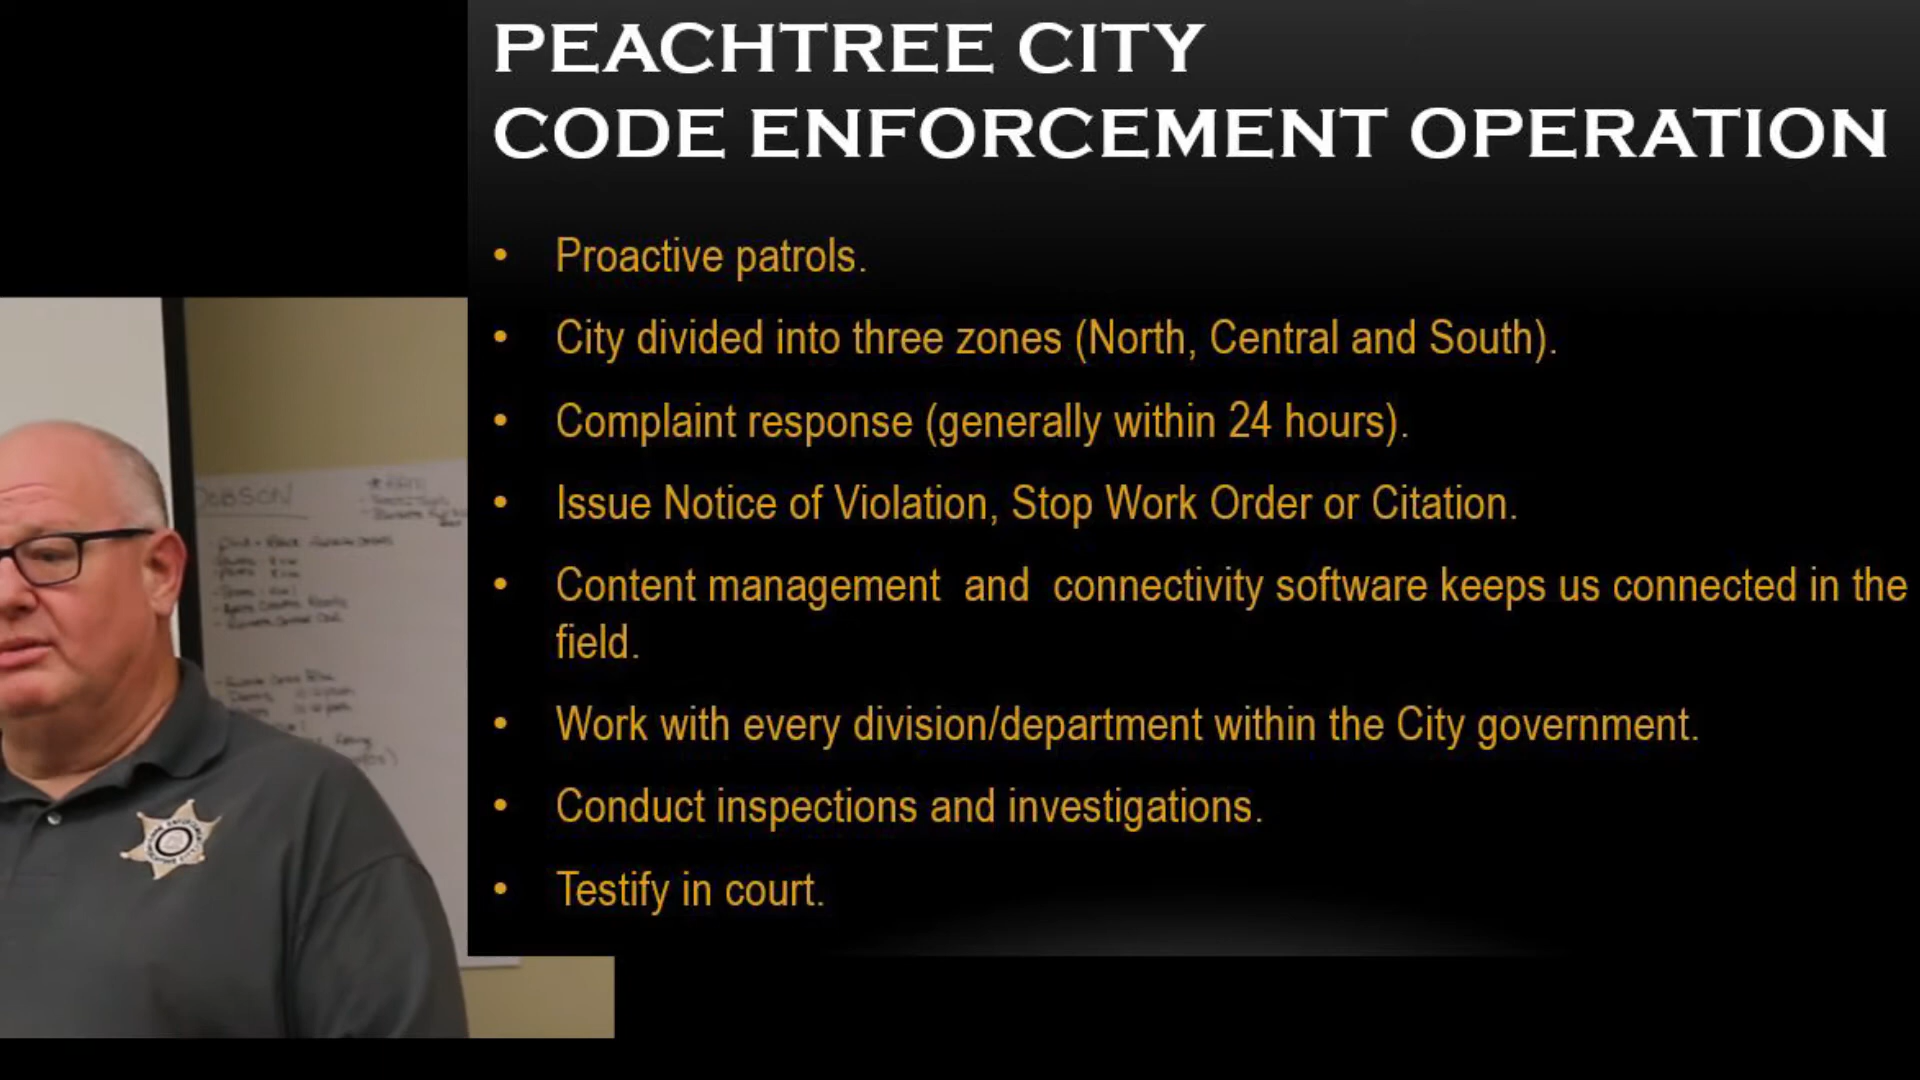 PEACHTREE CITY
CODE ENFORCEMENT OPERATION
• Proactive patrols.
• City divided into three zones (North, Central and South).
• Complaint response (generally within 24 hours).
• Issue Notice of Violation, Stop Work Order or Citation.
• Content management and connectivity software keeps us connected in the
field.
• Work with every division/department within the City government.
• Conduct inspections and investigations.
• Testify in court.
DOBSON